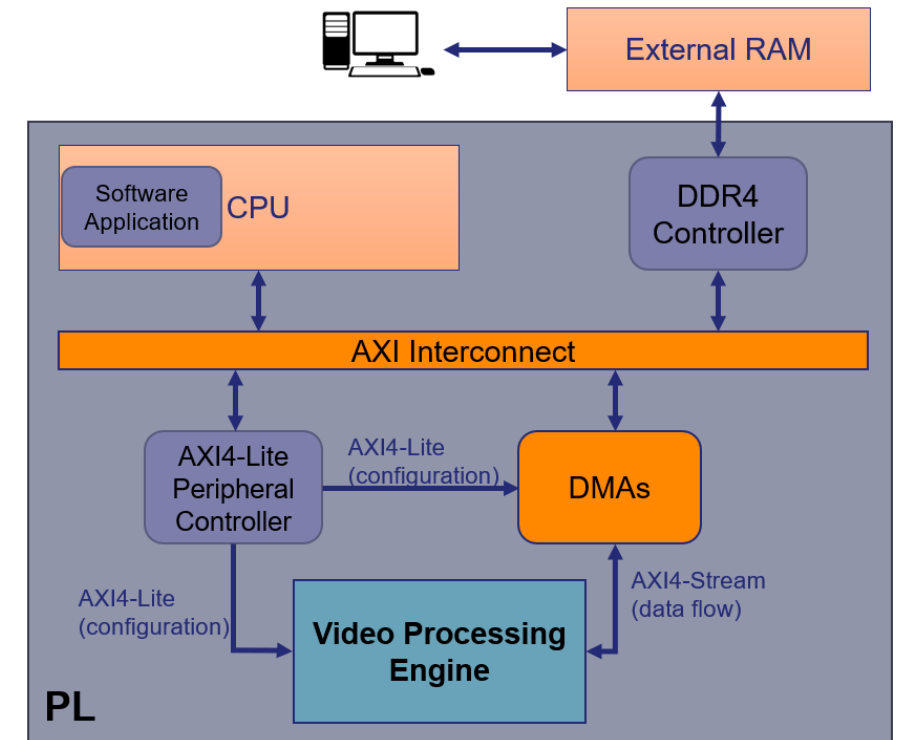 External RAM
Software
Application
CPU
DDR4
Controller
AXI Interconnect
AXI4-Lite
Peripheral
Controller
AXI4-Lite
(configuration)
DMAs
AXI4-Lite
(configuration)
Video Processing
Engine
AXI4-Stream
(data flow)
PL